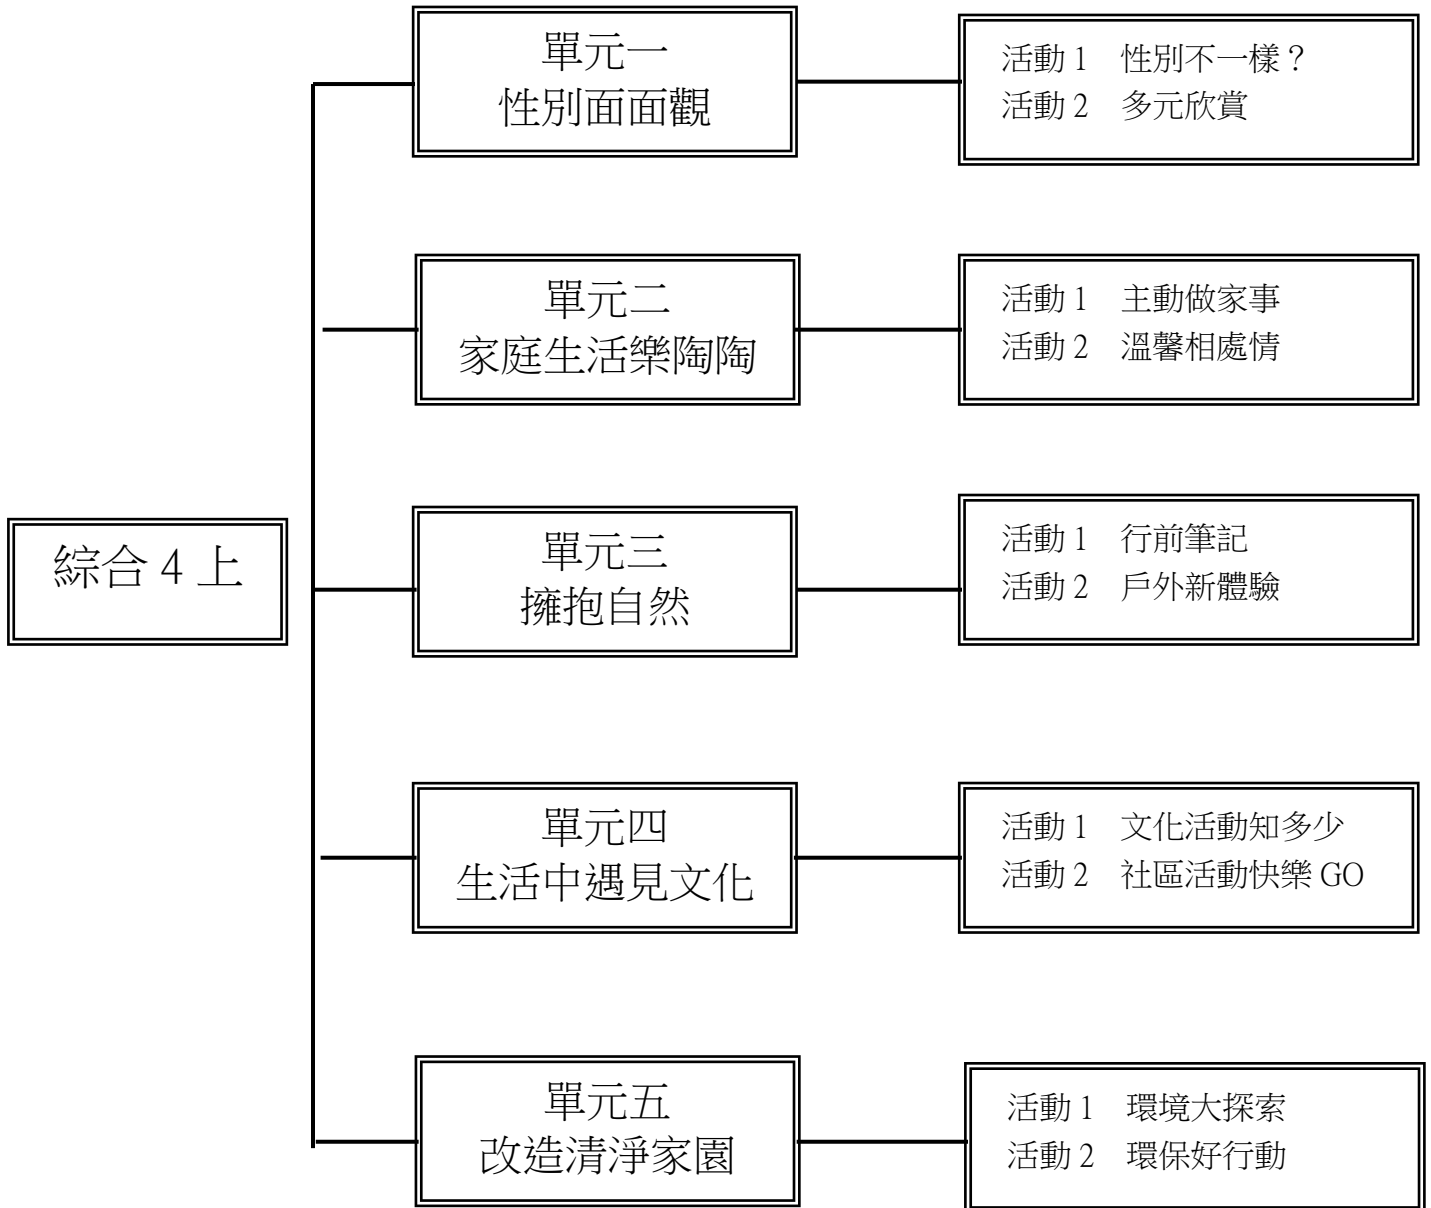 單元一
性別面面觀
活動 1　性別不一樣？
活動 2　多元欣賞
單元二
家庭生活樂陶陶
活動 1　主動做家事
活動 2　溫馨相處情
綜合 4 上
單元三
擁抱自然
活動 1　行前筆記
活動 2　戶外新體驗
單元四
生活中遇見文化
活動 1　文化活動知多少
活動 2　社區活動快樂 GO
單元五
改造清淨家園
活動 1　環境大探索
活動 2　環保好行動